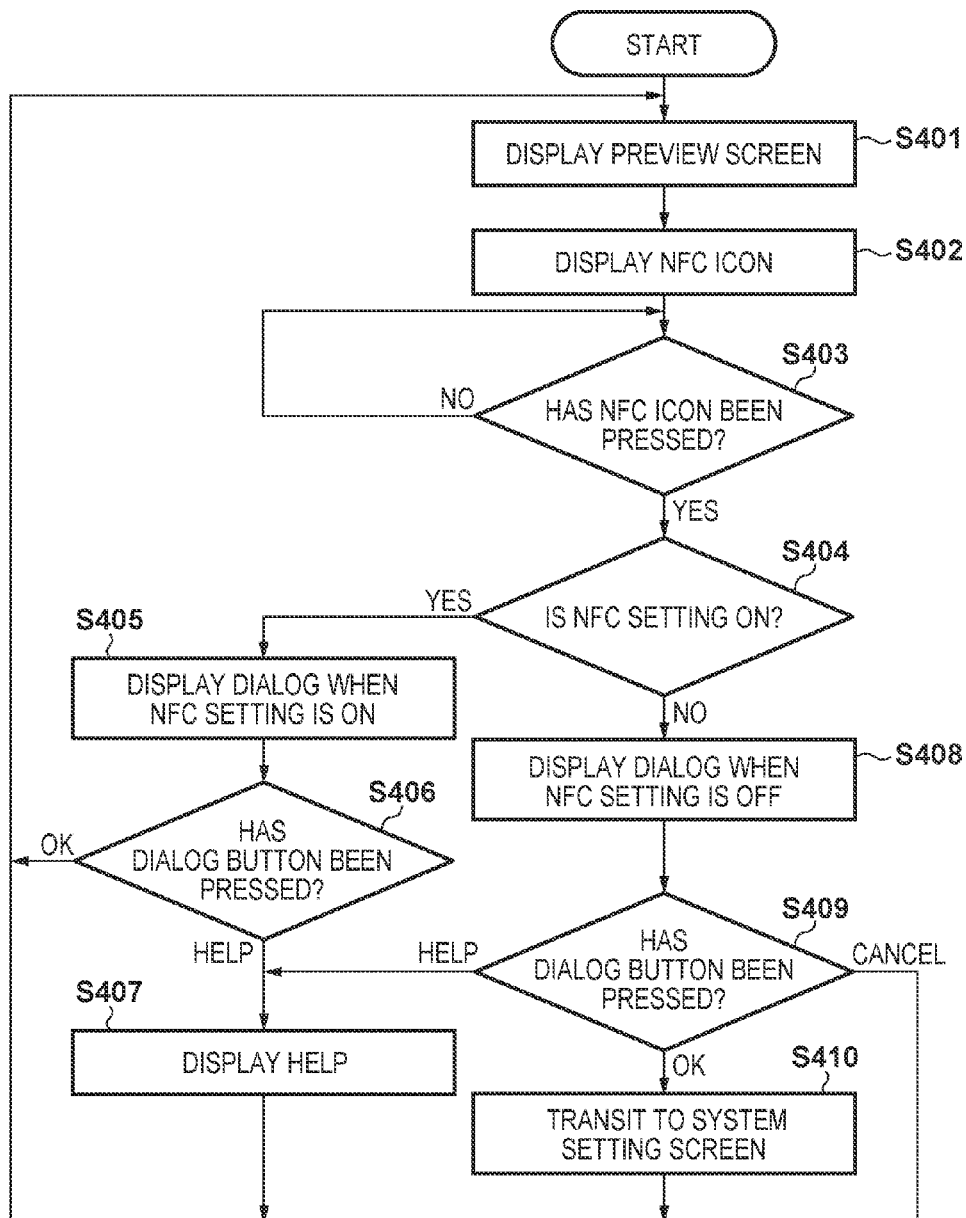 START
DISPLAY PREVIEW SCREEN
S401
DISPLAY NFC ICON
S402
S403
HAS NFC ICON BEEN
PRESSED?
NO
YES
S404
IS NFC SETTING ON?
YES
NO
S405
DISPLAY DIALOG WHEN
NFC SETTING IS ON
S408
DISPLAY DIALOG WHEN
NFC SETTING IS OFF
S406
HAS
DIALOG BUTTON BEEN
PRESSED?
OK
HELP
S409
HAS
DIALOG BUTTON BEEN
PRESSED?
HELP
CANCEL
OK
S407
DISPLAY HELP
S410
TRANSIT TO SYSTEM
SETTING SCREEN